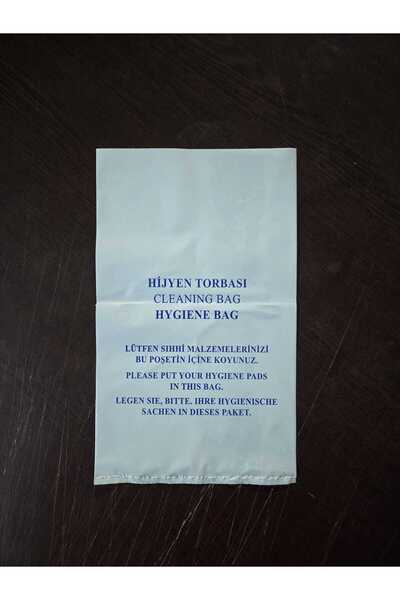 HİJYEN TORBASI
CLEANING BAG
HYGIENE BAG
LÜTFEN SIHHİ MALZEMELERİNİZİ
BU POŞETİN İÇİNE KOYUNUZ.
PLEASE PUT YOUR HYGIENE PADS
IN THIS BAG.
LEGEN SIE, BITTE. IHRE HYGIENISCHE
SACHEN IN DIESES PAKET.